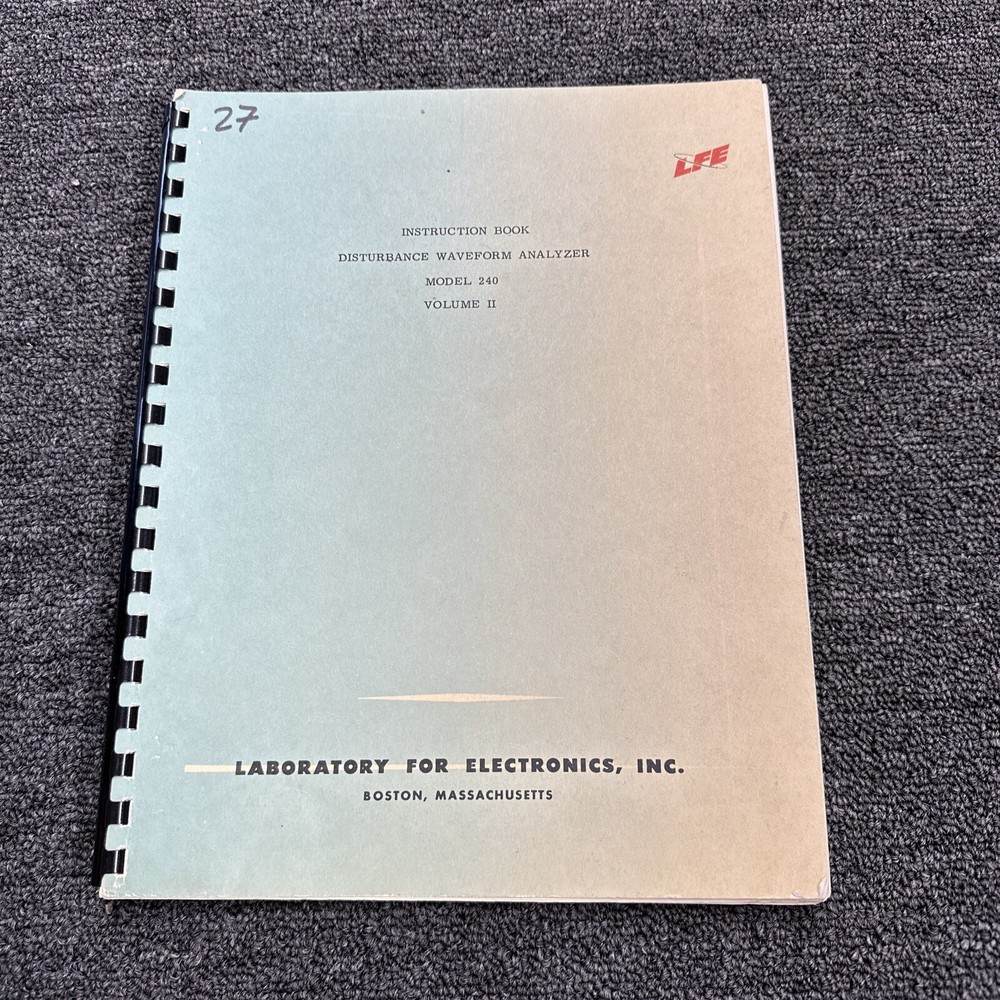 27
LFE
INSTRUCTION BOOK
DISTURBANCE WAVEFORM ANALYZER
MODEL 240
VOLUME II
LABORATORY FOR ELECTRONICS, INC.
BOSTON, MASSACHUSETTS